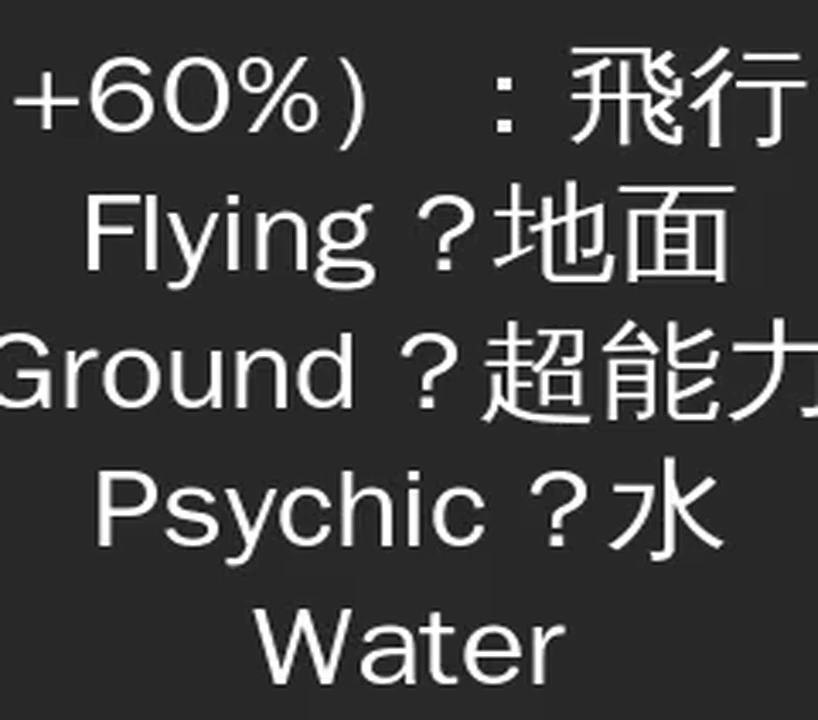 +60%） ：飛行
Flying ？地面
Ground ？超能力
Psychic ？水
Water